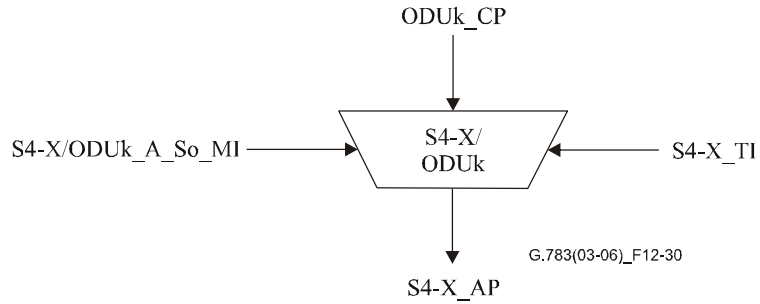 ODUk_CP
S4-X/ODUk_A_So_MI
S4-X/
ODUk
S4-X_TI
G.783(03-06)_F12-30
S4-X_AP